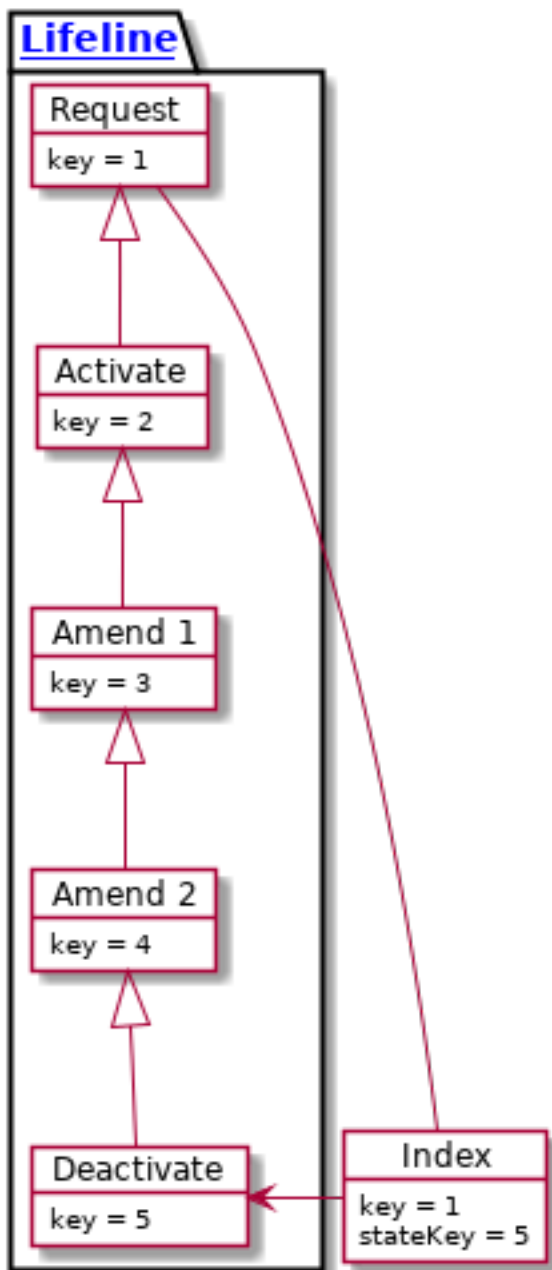 Lifeline
Request
key = 1
Activate
key = 2
Amend 1
key = 3
Amend 2
key = 4
Deactivate
key = 5
Index
key = 1
stateKey = 5